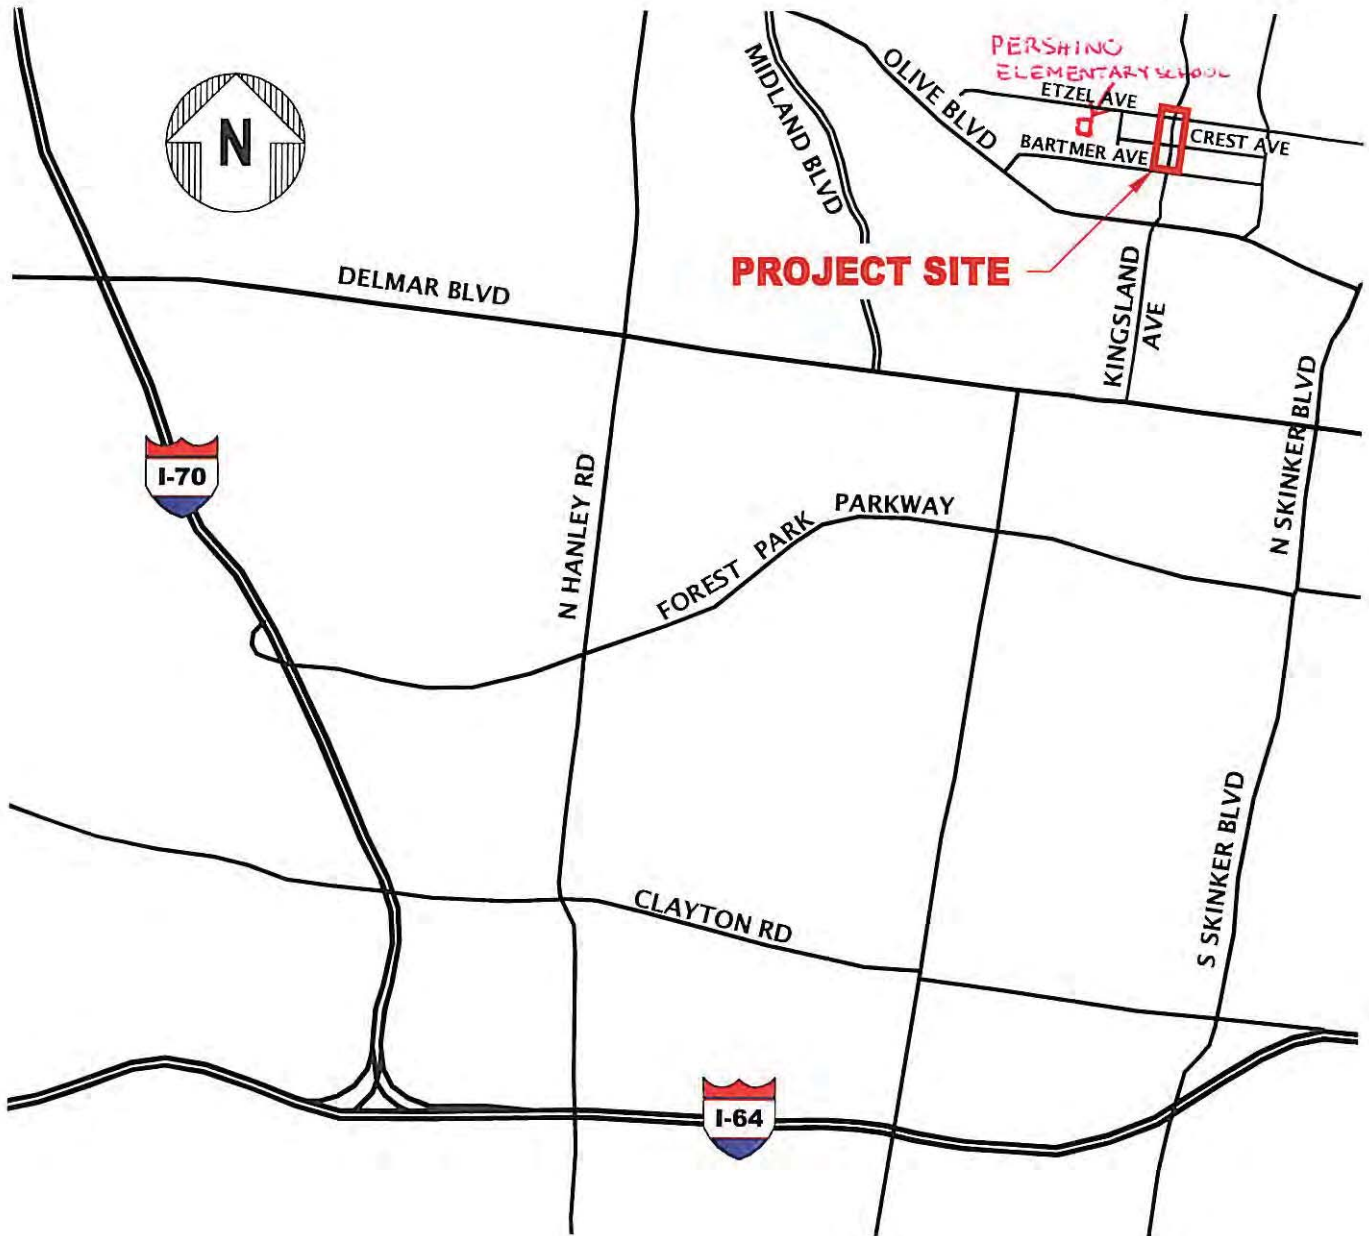 PERSHING
ELEMENTARY SCHOOL
ETZEL AVE
OLIVE BLVD
MIDLAND BLVD
CREST AVE
BARTMER AVE
N
PROJECT SITE
KINGSLAND
AVE
DELMAR BLVD
N SKINKER BLVD
I-70
N HANLEY RD
FOREST PARK PARKWAY
S SKINKER BLVD
CLAYTON RD
I-64